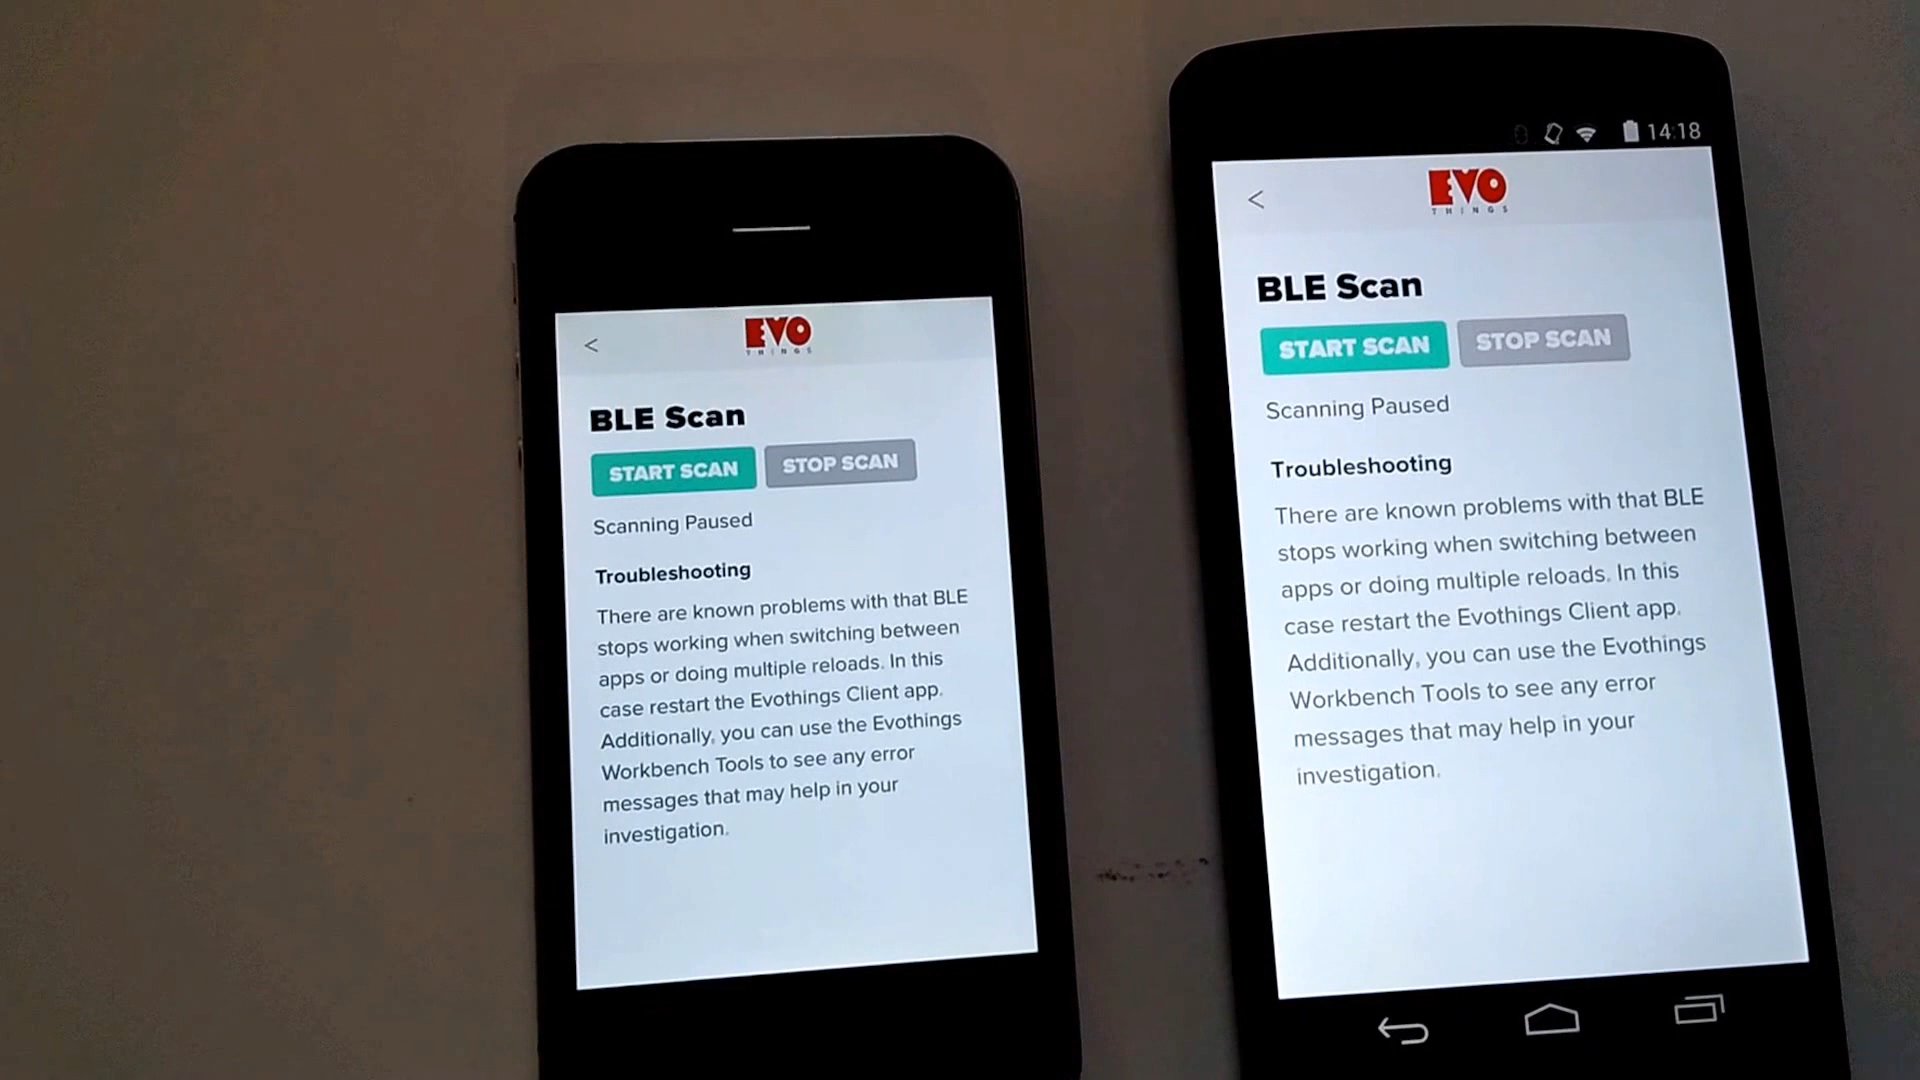 <
EVO
THINGS
BLE Scan
START SCAN
STOP SCAN
Scanning Paused
Troubleshooting
There are known problems with that BLE
stops working when switching between
apps or doing multiple reloads. In this
case restart the Evothings Client app.
Additionally, you can use the Evothings
Workbench Tools to see any error
messages that may help in your
investigation.
14:18
<
EVO
THINGS
BLE Scan
START SCAN
STOP SCAN
Scanning Paused
Troubleshooting
There are known problems with that BLE
stops working when switching between
apps or doing multiple reloads. In this
case restart the Evothings Client app.
Additionally, you can use the Evothings
Workbench Tools to see any error
messages that may help in your
investigation.